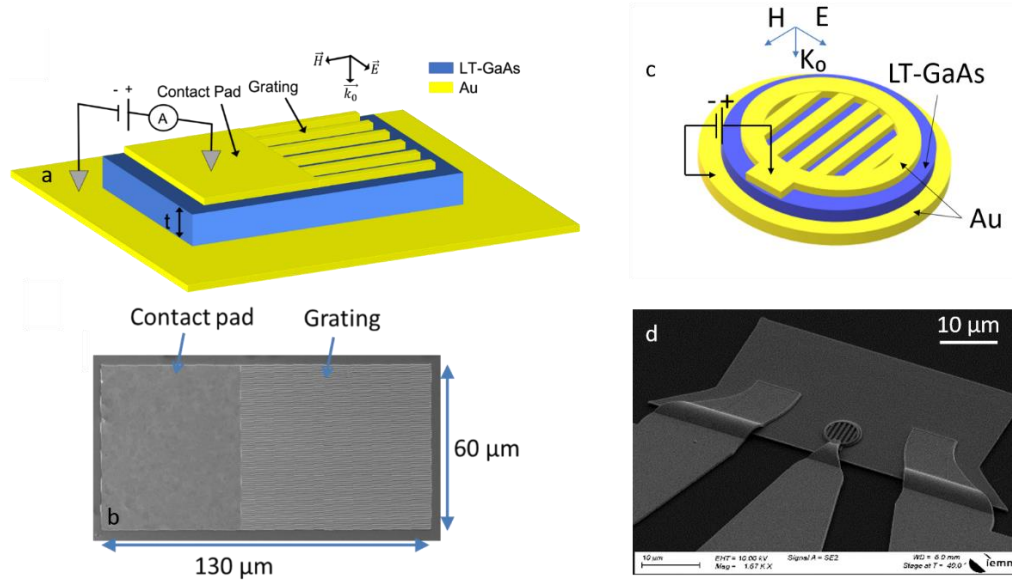 H E
K₀
c
LT-GaAs
Au
H⃗
E⃗
k₀⃗
LT-GaAs
Au
Contact Pad
Grating
- +
A
a
t
- +
Contact pad
Grating
60 µm
b
130 µm
10 µm
d
10 µm
EHT = 10.00 kV
Signal A = SE2
WD = 6.0 mm
Mag = 1.67 K X
Stage at T = 40.0 °